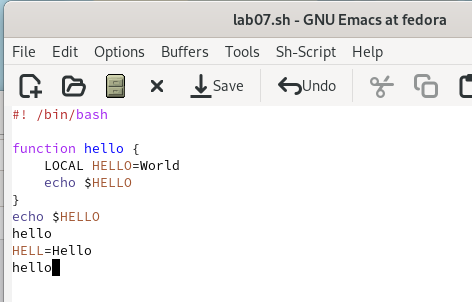 lab07.sh - GNU Emacs at fedora
File Edit Options Buffers Tools Sh-Script Help
Save Undo
#! /bin/bash
function hello {
    LOCAL HELLO=World
    echo $HELLO
}
echo $HELLO
hello
HELL=Hello
hello